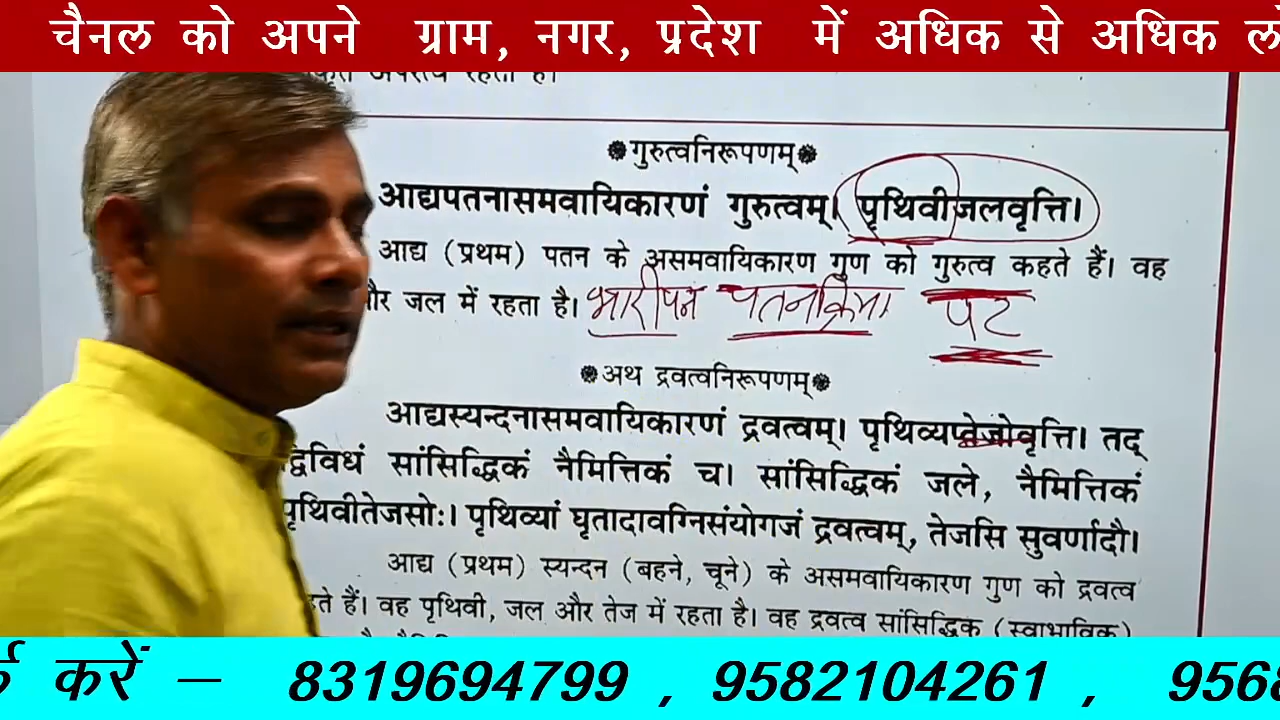 चैनल को अपने ग्राम, नगर, प्रदेश में अधिक से अधिक
रहता है।
❁गुरुत्वनिरूपणम्❁
आद्यपतनासमवायिकारणं गुरुत्वम्। पृथिवीजलवृत्ति।
आद्य (प्रथम) पतन के असमवायिकारण गुण को गुरुत्व कहते हैं। वह
और जल में रहता है। भारीपन पतनक्रिया
❁अथ द्रवत्वनिरूपणम्❁
आद्यस्यन्दनासमवायिकारणं द्रवत्वम्। पृथिव्यप्तेजोवृत्ति। तद्
द्विविधं सांसिद्धिकं नैमित्तिकं च। सांसिद्धिकं जले, नैमित्तिकं
पृथिवीतेजसोः। पृथिव्यां घृतादावग्निसंयोगजं द्रवत्वम्, तेजसि सुवर्णादौ।
आद्य (प्रथम) स्यन्दन (बहने, चूने) के असमवायिकारण गुण को द्रवत्व
हैं। वह पृथिवी, जल और तेज में रहता है। वह द्रवत्व सांसिद्धिक (स्वाभाविक)
करें – 8319694799 , 9582104261 , 9568